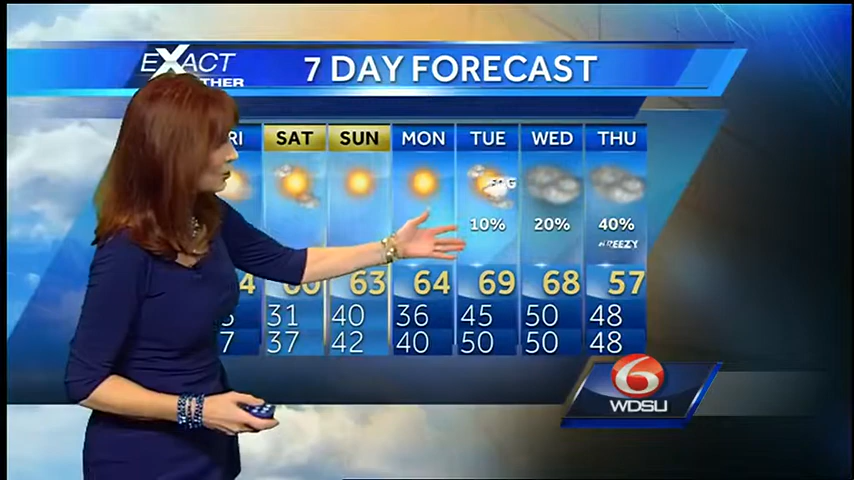 EXACT
7 DAY FORECAST
SAT SUN MON TUE WED THU
10% 20% 40%
63 64 69 68 57
31 40 36 45 50 48
37 42 40 50 50 48
6
WDSU